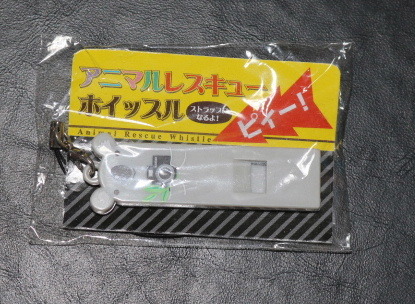 アニマルレスキュー
ホイッスル
ストラップに
なるよ!
ピィー!
Animal Rescue Whistle